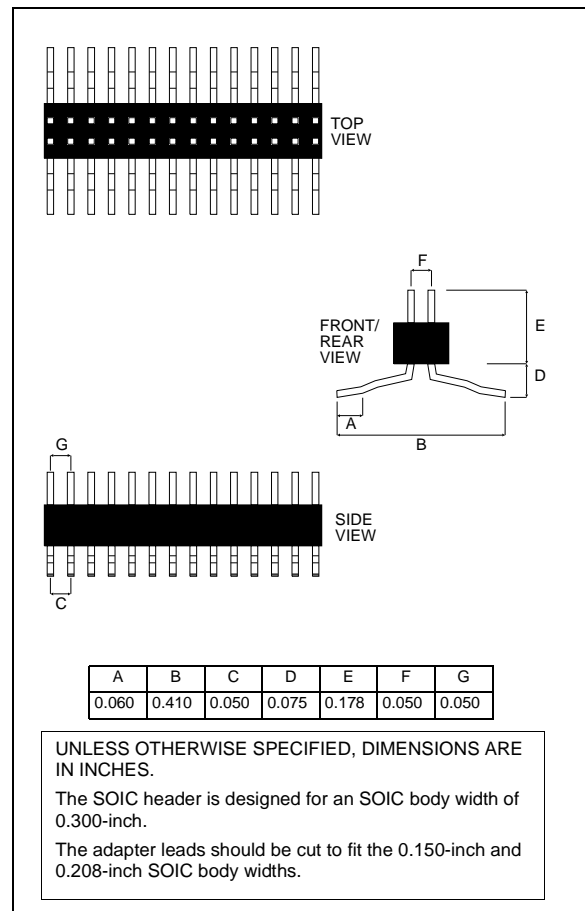 TOP
VIEW
F
FRONT/
REAR
VIEW
E
D
A
B
G
SIDE
VIEW
C
A B C D E F G
0.060 0.410 0.050 0.075 0.178 0.050 0.050
UNLESS OTHERWISE SPECIFIED, DIMENSIONS ARE
IN INCHES.
The SOIC header is designed for an SOIC body width of
0.300-inch.
The adapter leads should be cut to fit the 0.150-inch and
0.208-inch SOIC body widths.